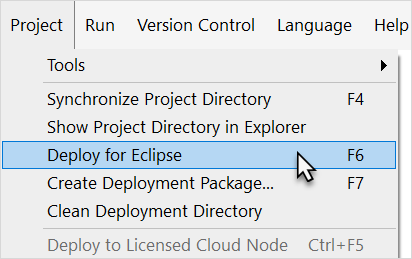 Project Run Version Control Language Help
Tools
Synchronize Project Directory F4
Show Project Directory in Explorer
Deploy for Eclipse F6
Create Deployment Package... F7
Clean Deployment Directory
Deploy to Licensed Cloud Node Ctrl+F5